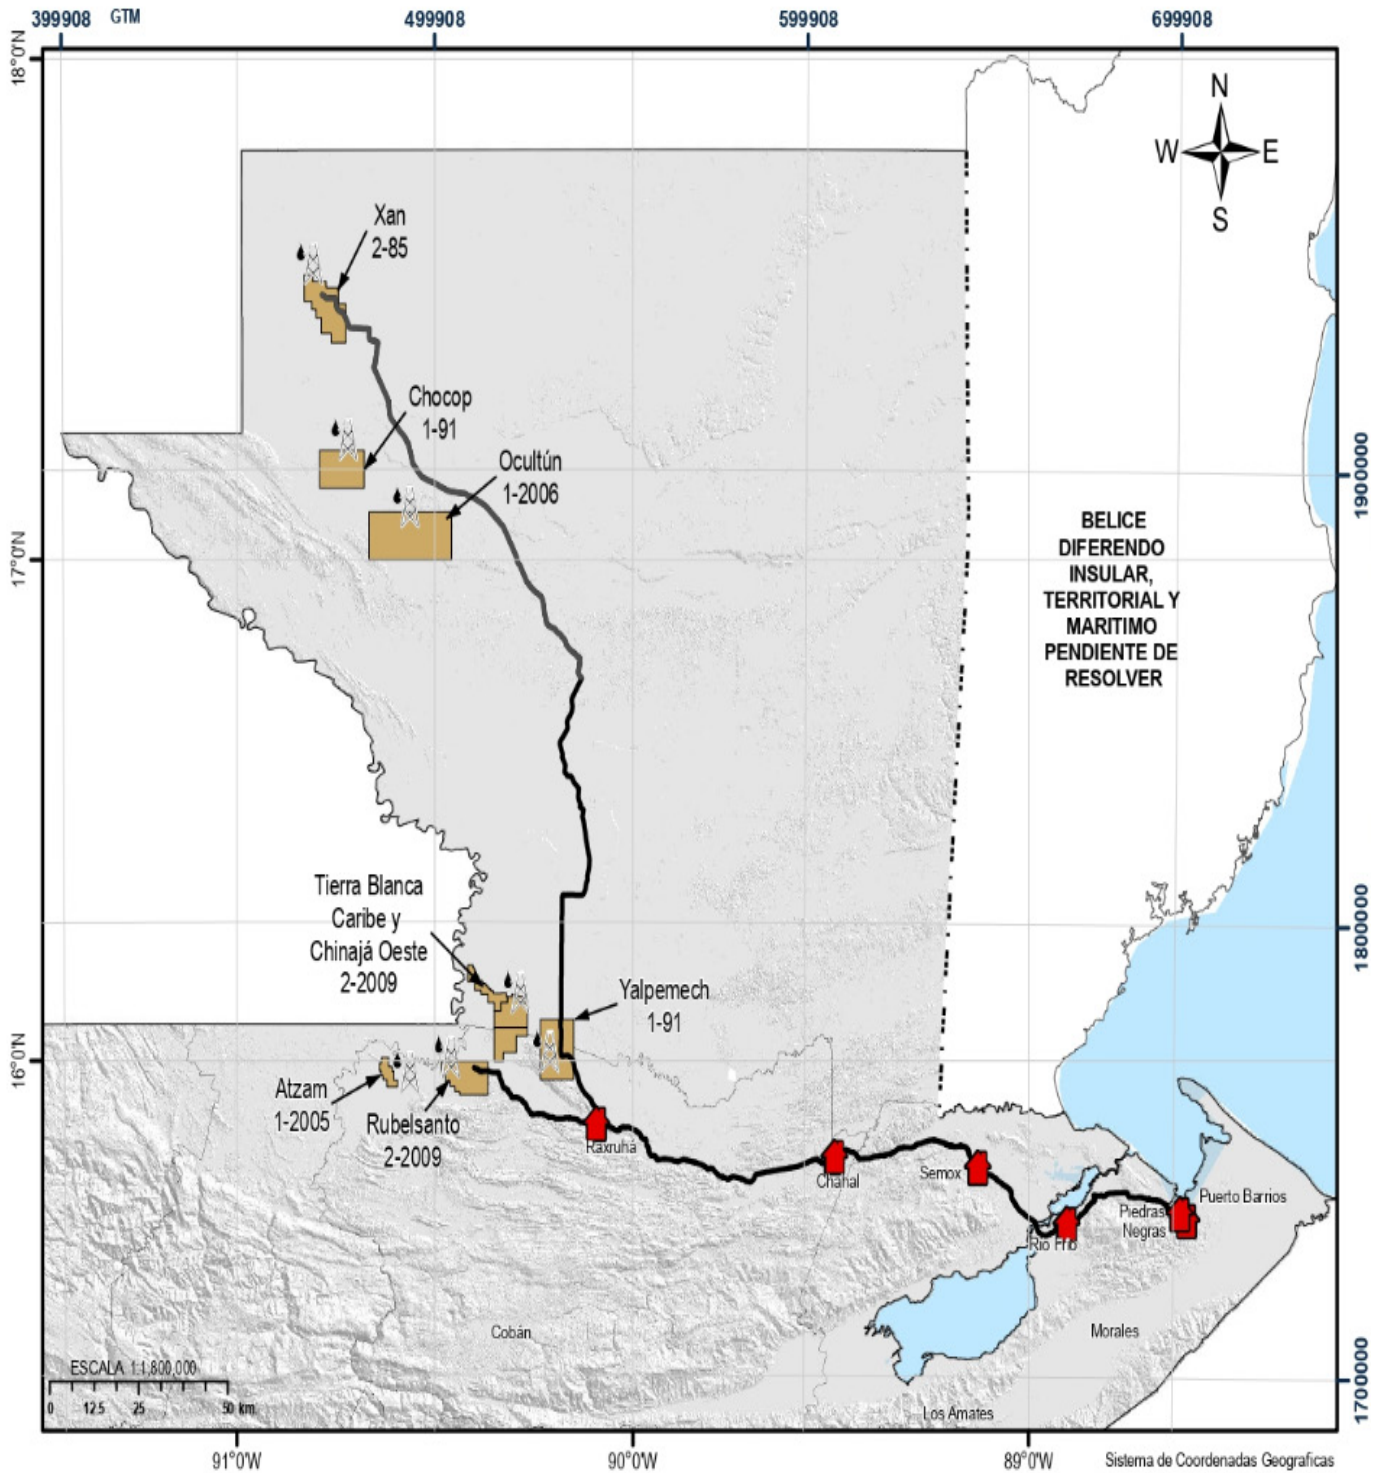 399908 GTM 499908 599908 699908
18°0'N
N
W E
S
Xan
2-85
Chocop
1-91
Ocultún
1-2006
1900000
BELICE
DIFERENDO
INSULAR,
TERRITORIAL Y
MARITIMO
PENDIENTE DE
RESOLVER
17°0'N
Tierra Blanca
Caribe y
Chinajá Oeste
2-2009
1800000
Yalpemech
1-91
16°0'N
Atzam
1-2005
Rubelsanto
2-2009
Raxruhá
Chahal
Semox
Puerto Barrios
Piedras
Negras
Rio Frio
Cobán
Morales
ESCALA 1:1,800,000
0 12.5 25 50 km.
Los Amates
1700000
91°0'W 90°0'W 89°0'W
Sistema de Coordenadas Geograficas